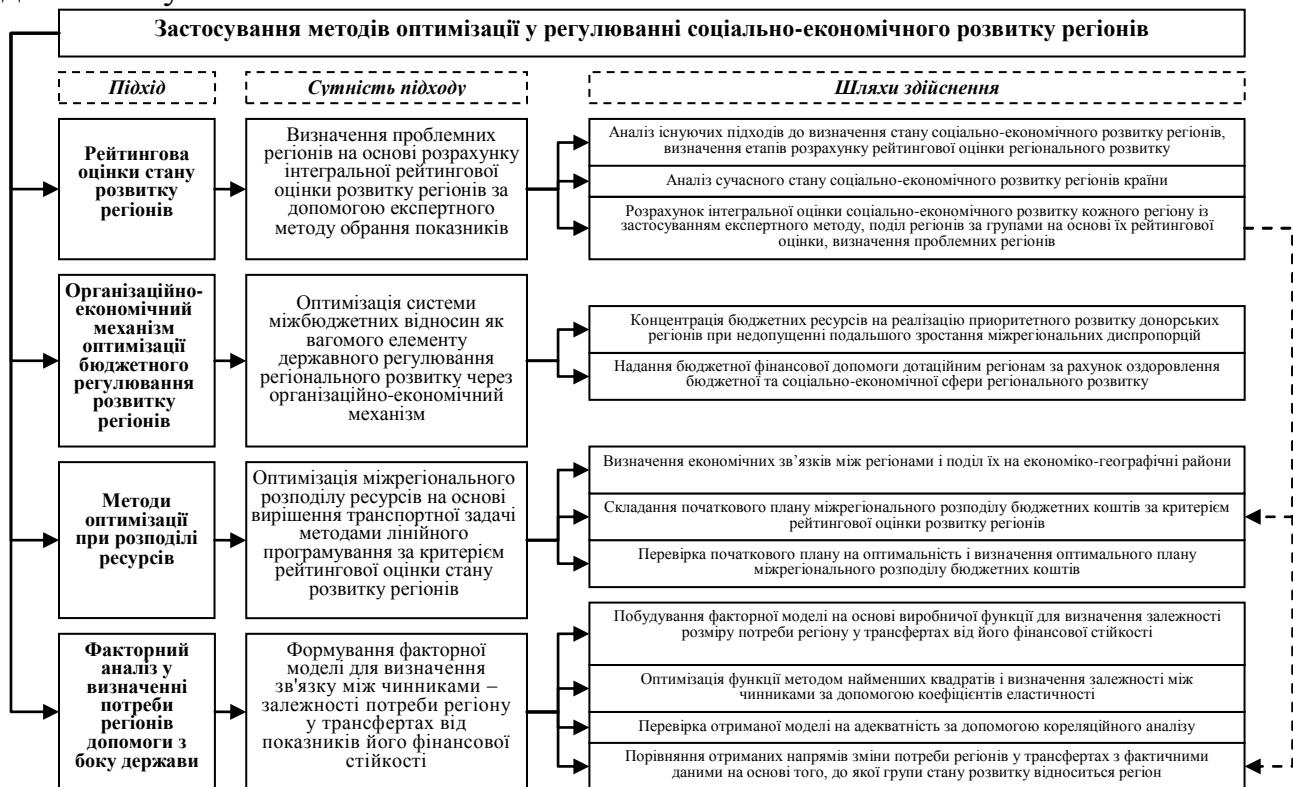 Застосування методів оптимізації у регулюванні соціально-економічного розвитку регіонів
Підхід
Сутність підходу
Шляхи здійснення
Рейтингова
оцінки стану
розвитку
регіонів
Визначення проблемних
регіонів на основі розрахунку
інтегральної рейтингової
оцінки розвитку регіонів за
допомогою експертного
методу обрання показників
Аналіз існуючих підходів до визначення стану соціально-економічного розвитку регіонів,
визначення етапів розрахунку рейтингової оцінки регіонального розвитку
Аналіз сучасного стану соціально-економічного розвитку регіонів країни
Розрахунок інтегральної оцінки соціально-економічного розвитку кожного регіону із
застосуванням експертного методу, поділ регіонів за групами на основі їх рейтингової
оцінки, визначення проблемних регіонів
Організаційно-
економічний
механізм
оптимізації
бюджетного
регулювання
розвитку
регіонів
Оптимізація системи
міжбюджетних відносин як
вагомого елементу
державного регулювання
регіонального розвитку через
організаційно-економічний
механізм
Концентрація бюджетних ресурсів на реалізацію приоритетного розвитку донорських
регіонів при недопущенні подальшого зростання міжрегіональних диспропорцій
Надання бюджетної фінансової допомоги дотаційним регіонам за рахунок оздоровлення
бюджетної та соціально-економічної сфери регіонального розвитку
Методи
оптимізації
при розподілі
ресурсів
Оптимізація міжрегіонального
розподілу ресурсів на основі
вирішення транспортної задачі
методами лінійного
програмування за критерієм
рейтингової оцінки стану
розвитку регіонів
Визначення економічних зв’язків між регіонами і поділ їх на економіко-географічні райони
Складання початкового плану міжрегіонального розподілу бюджетних коштів за критерієм
рейтингової оцінки розвитку регіонів
Перевірка початкового плану на оптимальність і визначення оптимального плану
міжрегіонального розподілу бюджетних коштів
Факторний
аналіз у
визначенні
потреби
регіонів
допомоги з
боку держави
Формування факторної
моделі для визначення
зв'язку між чинниками –
залежності потреби регіону
у трансфертах від
показників його фінансової
стійкості
Побудування факторної моделі на основі виробничої функції для визначення залежності
розміру потреби регіону у трансфертах від його фінансової стійкості
Оптимізація функції методом найменших квадратів і визначення залежності між
чинниками за допомогою коефіцієнтів еластичності
Перевірка отриманої моделі на адекватність за допомогою кореляційного аналізу
Порівняння отриманих напрямів зміни потреби регіонів у трансфертах з фактичними
даними на основі того, до якої групи стану розвитку відноситься регіон